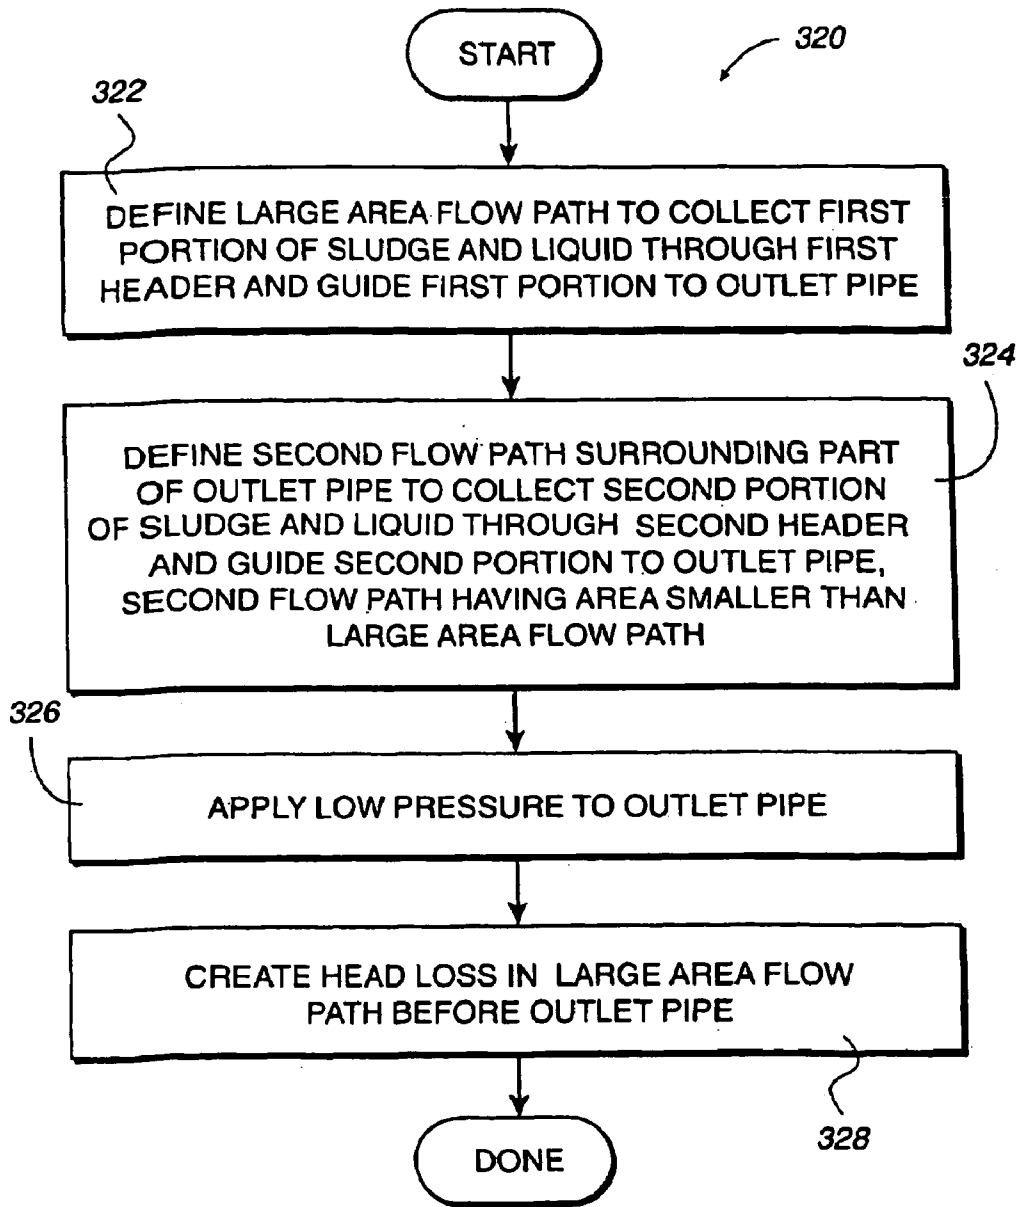 START
320
322
DEFINE LARGE AREA FLOW PATH TO COLLECT FIRST
PORTION OF SLUDGE AND LIQUID THROUGH FIRST
HEADER AND GUIDE FIRST PORTION TO OUTLET PIPE
324
DEFINE SECOND FLOW PATH SURROUNDING PART
OF OUTLET PIPE TO COLLECT SECOND PORTION
OF SLUDGE AND LIQUID THROUGH SECOND HEADER
AND GUIDE SECOND PORTION TO OUTLET PIPE,
SECOND FLOW PATH HAVING AREA SMALLER THAN
LARGE AREA FLOW PATH
326
APPLY LOW PRESSURE TO OUTLET PIPE
CREATE HEAD LOSS IN LARGE AREA FLOW
PATH BEFORE OUTLET PIPE
328
DONE